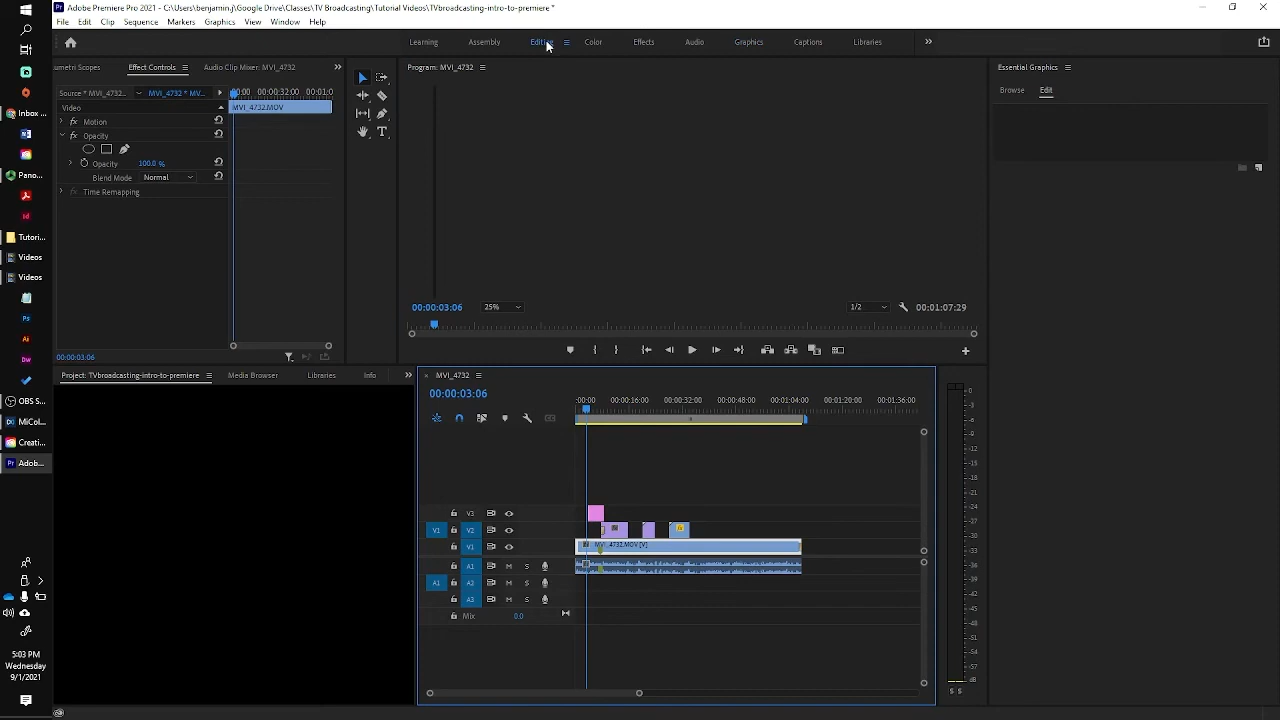 Adobe Premiere Pro 2021 - C:\Users\benjamin.j\Google Drive\Classes\TV Broadcasting\Tutorial Videos\TVbroadcasting-intro-to-premiere *
File Edit Clip Sequence Markers Graphics View Window Help
Learning Assembly Editing Color Effects Audio Graphics Captions Libraries
umetri Scopes Effect Controls Audio Clip Mixer: MVI_4732
Program: MVI_4732
Essential Graphics
Browse Edit
Source * MVI_4732... MVI_4732 * MV...
:00:00 00:00:32:00 00:01:0
Video
MVI_4732.MOV
Motion
Opacity
Opacity 100.0 %
Blend Mode Normal
Time Remapping
00:00:03:06
00:00:03:06 25% 1/2 00:01:07:29
Project: TVbroadcasting-intro-to-premiere Media Browser Libraries Info
MVI_4732
00:00:03:06
:00:00 00:00:16:00 00:00:32:00 00:00:48:00 00:01:04:00 00:01:20:00 00:01:36:00
V3
V1 V2 fx
V1 MVI_4732.MOV [V]
A1 M S
A1 A2 M S
A3 M S
Mix 0.0
0
-3
-6
-9
-12
-15
-18
-21
-24
-27
-30
-33
-36
-39
-42
-45
-48
-51
-54
-57
dB
S S
Inbox ...
Pano...
Tutori...
Videos
Videos
OBS S...
MiCol...
Creati...
Adob...
5:03 PM
Wednesday
9/1/2021